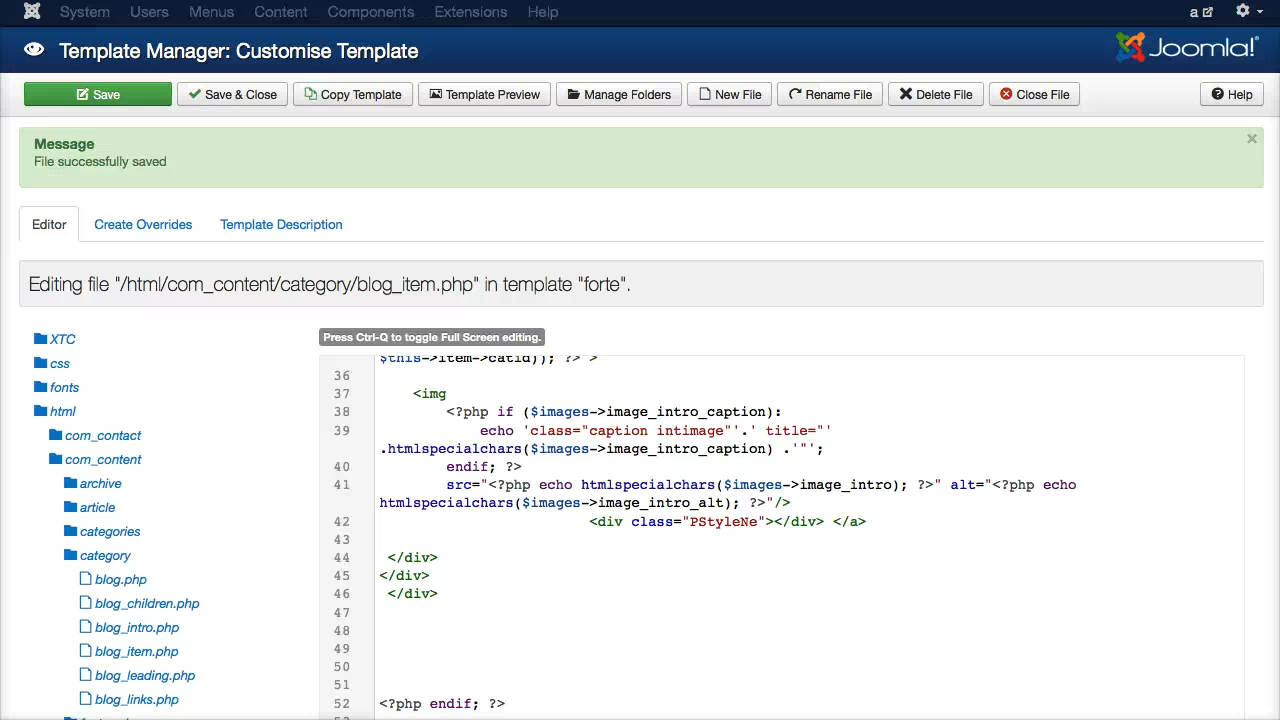 System Users Menus Content Components Extensions Help a
Template Manager: Customise Template
Joomla!®
Save Save & Close Copy Template Template Preview Manage Folders New File Rename File Delete File Close File Help
Message
File successfully saved
×
Editor Create Overrides Template Description
Editing file "/html/com_content/category/blog_item.php" in template "forte".
XTC
css
fonts
html
com_contact
com_content
archive
article
categories
category
blog.php
blog_children.php
blog_intro.php
blog_item.php
blog_leading.php
blog_links.php
Press Ctrl-Q to toggle Full Screen editing.
$this->item->catid)); ?>">
36
37 <img
38 <?php if ($images->image_intro_caption):
39 echo 'class="caption intimage"'.' title="'
.htmlspecialchars($images->image_intro_caption) .'"';
40 endif; ?>
41 src="<?php echo htmlspecialchars($images->image_intro); ?>" alt="<?php echo
htmlspecialchars($images->image_intro_alt); ?>"/>
42 <div class="PStyleNe"></div> </a>
43
44 </div>
45 </div>
46 </div>
47
48
49
50
51
52 <?php endif; ?>